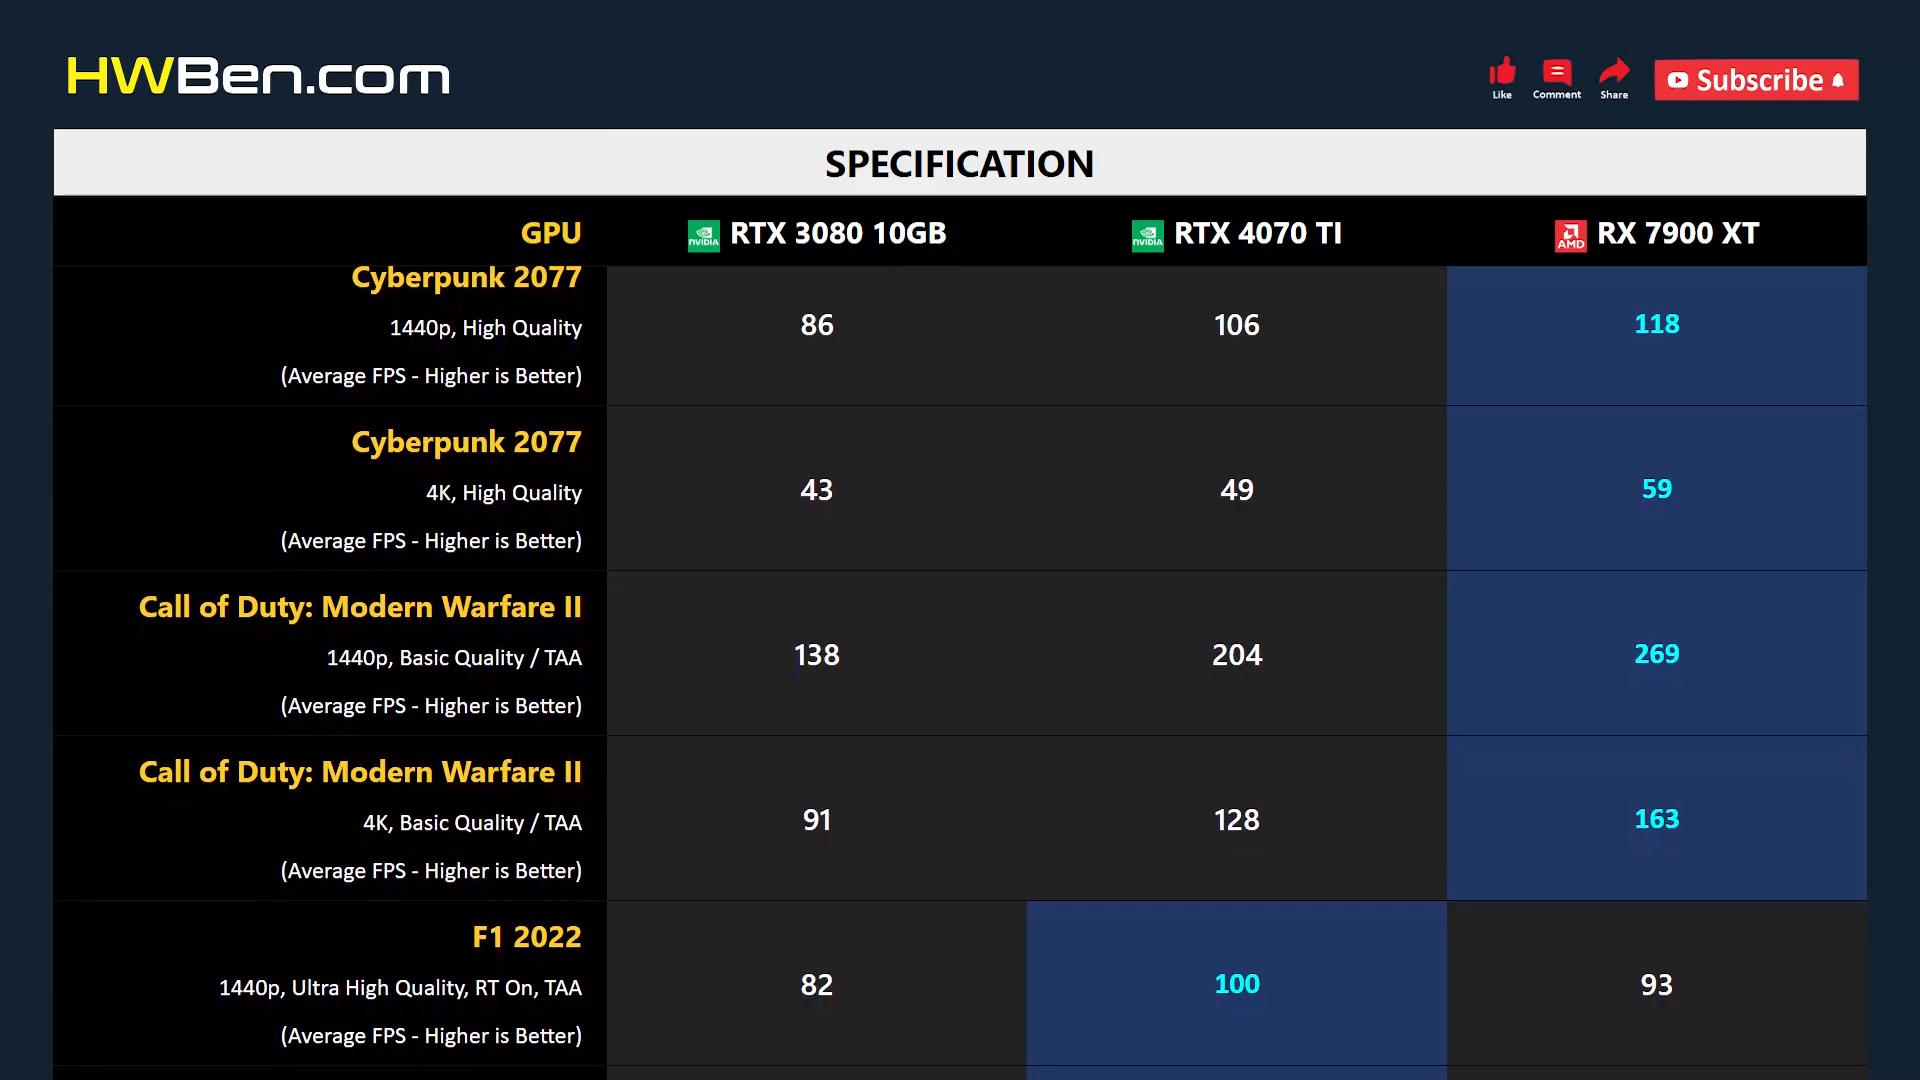 HWBen.com
Like Comment Share Subscribe
SPECIFICATION
GPU NVIDIA RTX 3080 10GB NVIDIA RTX 4070 TI AMD RX 7900 XT
Cyberpunk 2077
1440p, High Quality 86 106 118
(Average FPS - Higher is Better)
Cyberpunk 2077
4K, High Quality 43 49 59
(Average FPS - Higher is Better)
Call of Duty: Modern Warfare II
1440p, Basic Quality / TAA 138 204 269
(Average FPS - Higher is Better)
Call of Duty: Modern Warfare II
4K, Basic Quality / TAA 91 128 163
(Average FPS - Higher is Better)
F1 2022
1440p, Ultra High Quality, RT On, TAA 82 100 93
(Average FPS - Higher is Better)